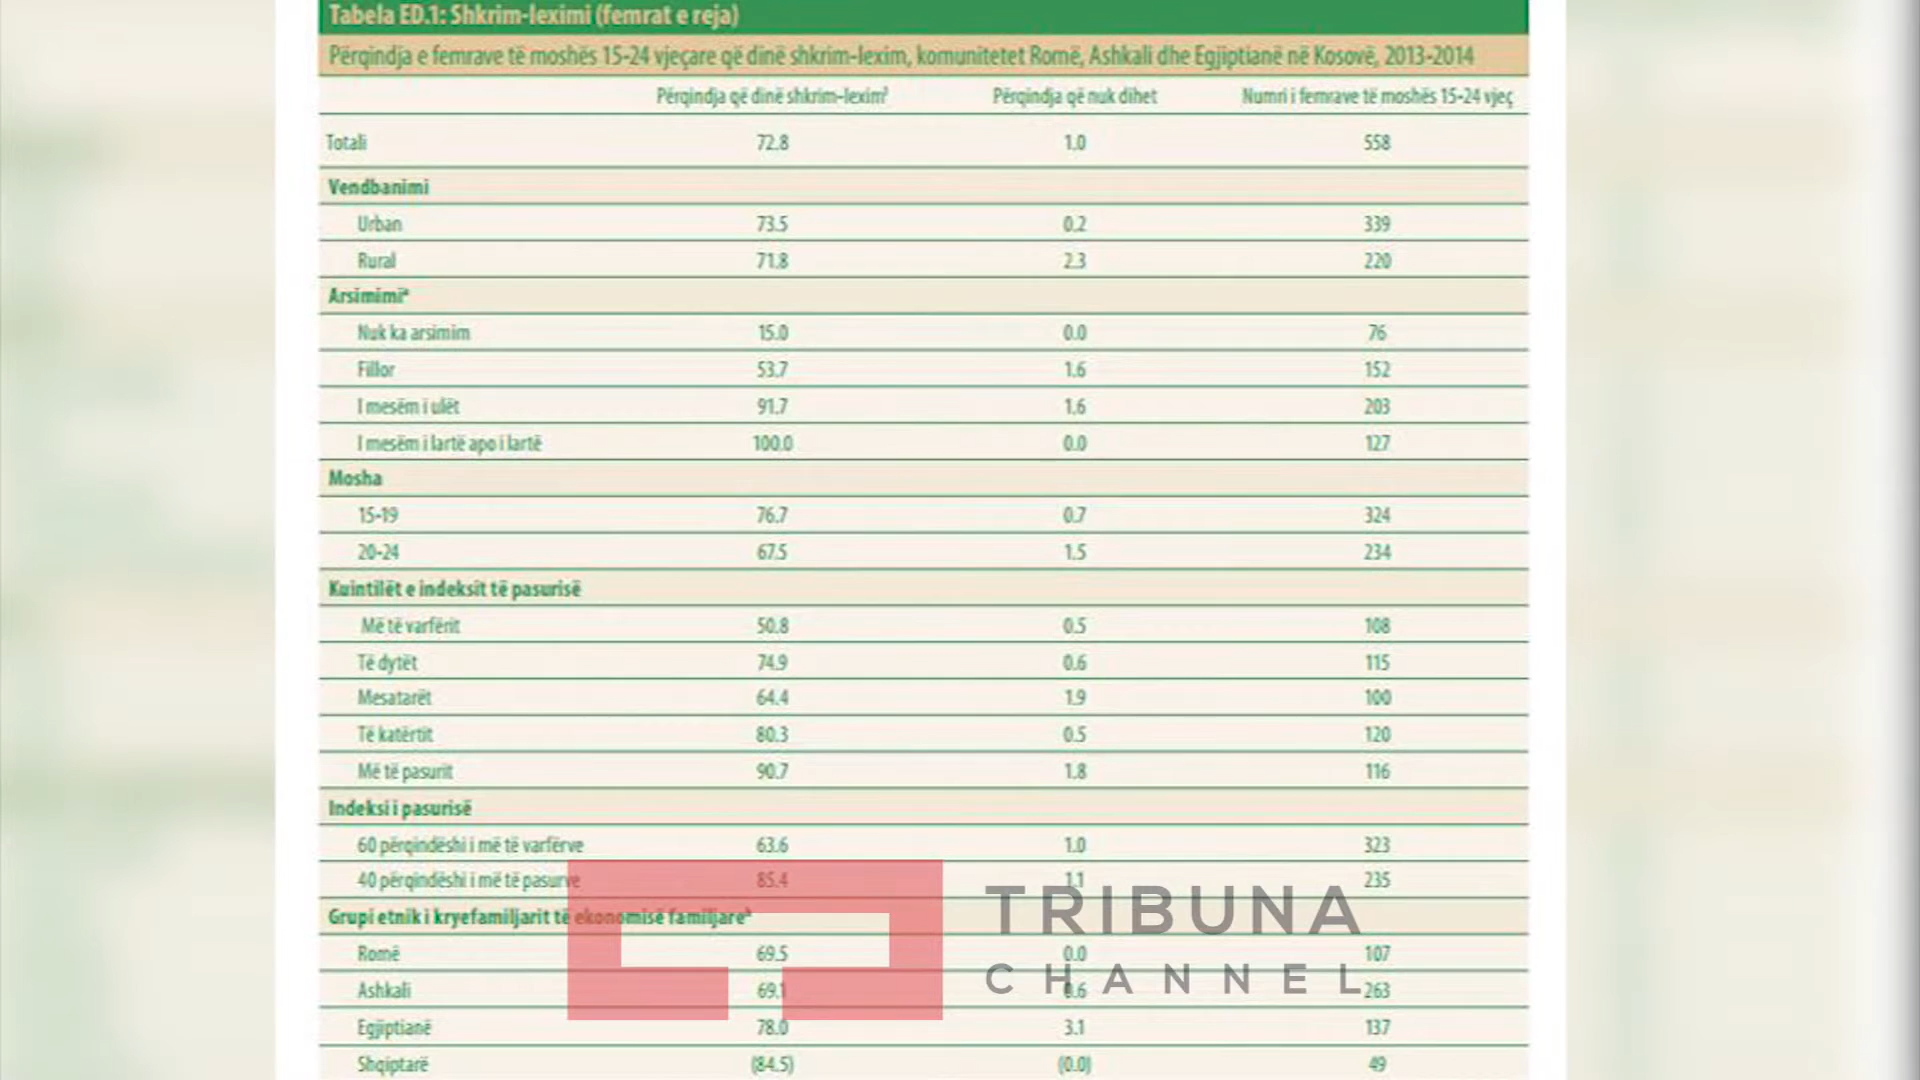 Tabela ED.1: Shkrim-leximi (femrat e reja)
Përqindja e femrave të moshës 15-24 vjeçare që dinë shkrim-lexim, komunitetet Romë, Ashkali dhe Egjiptianë në Kosovë, 2013-2014
Përqindja që dinë shkrim-lexim¹ Përqindja që nuk dihet Numri i femrave të moshës 15-24 vjeç
Totali 72.8 1.0 558
Vendbanimi
Urban 73.5 0.2 339
Rural 71.8 2.3 220
Arsimimiª
Nuk ka arsimim 15.0 0.0 76
Fillor 53.7 1.6 152
I mesëm i ulët 91.7 1.6 203
I mesëm i lartë apo i lartë 100.0 0.0 127
Mosha
15-19 76.7 0.7 324
20-24 67.5 1.5 234
Kuintilët e indeksit të pasurisë
Më të varfërit 50.8 0.5 108
Të dytët 74.9 0.6 115
Mesatarët 64.4 1.9 100
Të katërtit 80.3 0.5 120
Më të pasurit 90.7 1.8 116
Indeksi i pasurisë
60 përqindëshi i më të varfërve 63.6 1.0 323
40 përqindëshi i më të pasurve 85.4 1.1 235
Grupi etnik i kryefamiljarit të ekonomisë familjareᵇ
Romë 69.5 0.0 107
Ashkali 69.1 0.6 263
Egjiptianë 78.0 3.1 137
Shqiptarë (84.5) (0.0) 49
TRIBUNA
CHANNEL